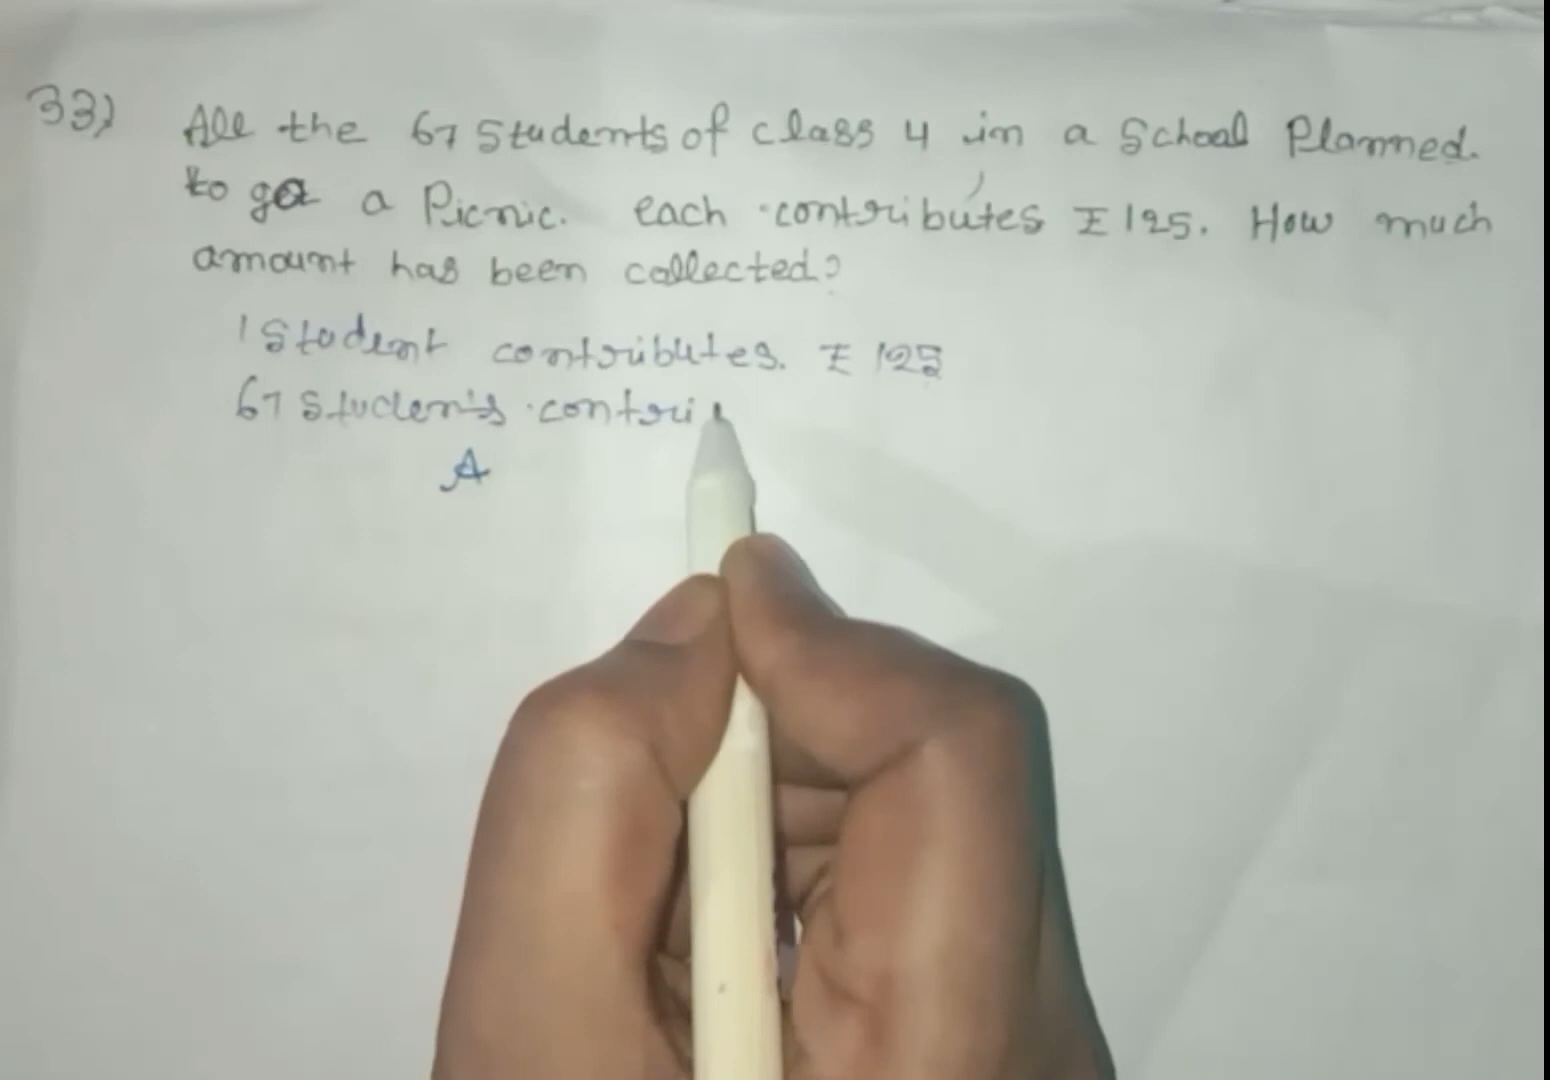 33) All the 67 Students of class 4 in a School Planned.
to go a Picnic. each contributes ₹125. How much
amount has been collected?
1 Student contributes. ₹ 125
67 Students contri
A